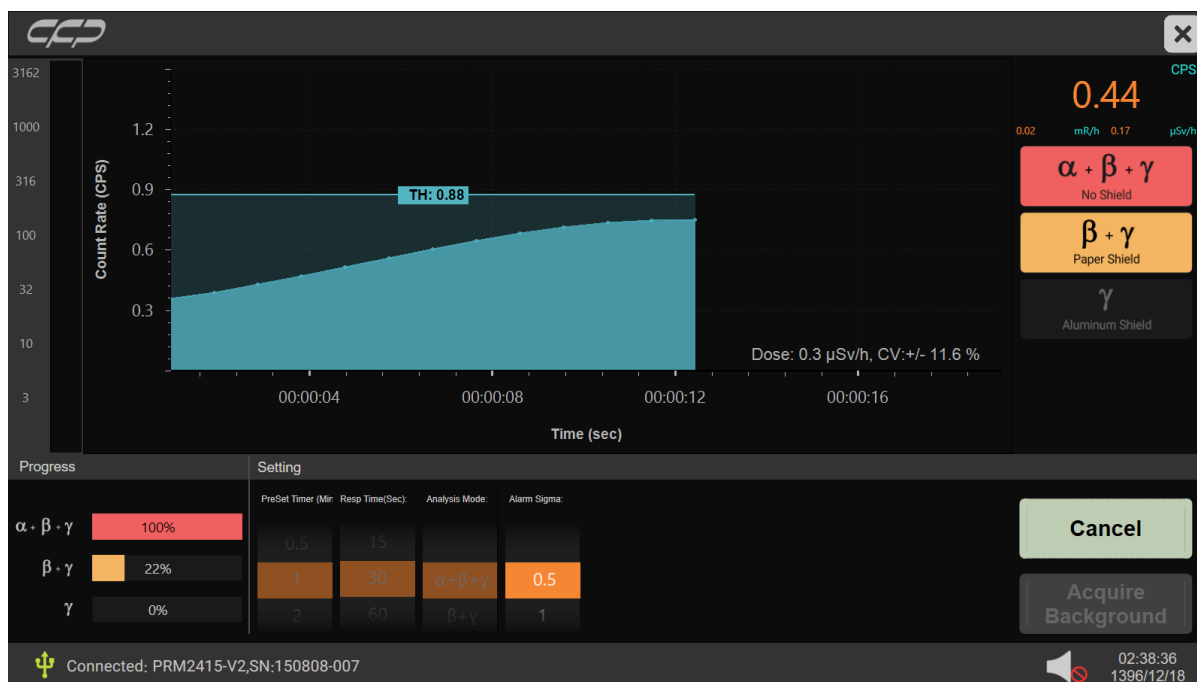 CCP
CPS
0.44
0.02 mR/h 0.17 µSv/h
α + β + γ
No Shield
β + γ
Paper Shield
γ
Aluminum Shield
3162
1000
316
100
32
10
3
Count Rate (CPS)
1.2
0.9
0.6
0.3
TH: 0.88
Dose: 0.3 µSv/h, CV:+/- 11.6 %
00:00:04 00:00:08 00:00:12 00:00:16
Time (sec)
Progress
α + β + γ 100%
β + γ 22%
γ 0%
Setting
PreSet Timer (Min Resp Time(Sec): Analysis Mode: Alarm Sigma:
0.5 15
1 30 α+β+γ 0.5
2 60 β+γ 1
Cancel
Acquire
Background
Connected: PRM2415-V2,SN:150808-007
02:38:36
1396/12/18